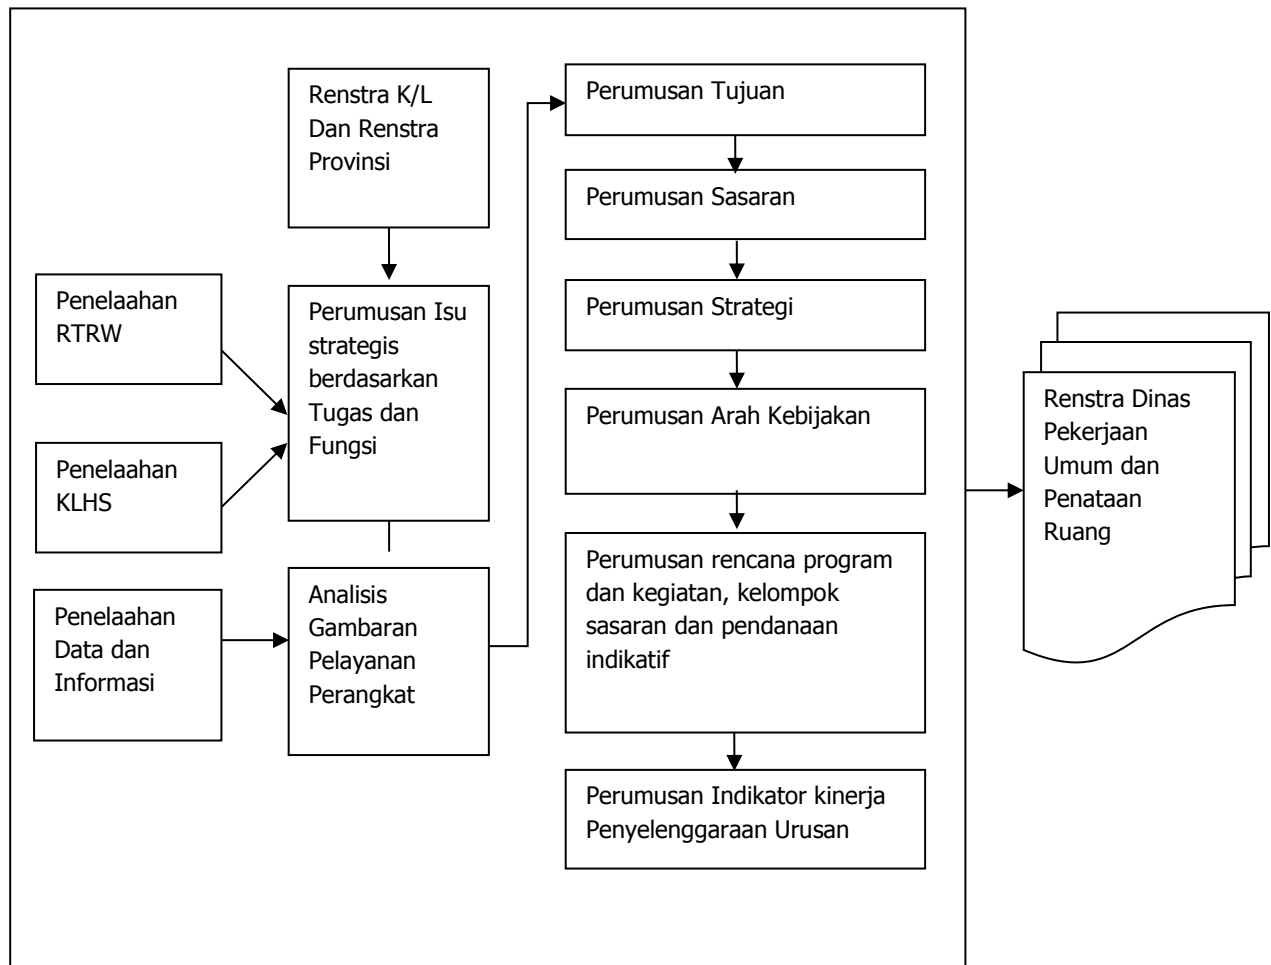 Renstra K/L
Dan Renstra
Provinsi
Penelaahan
RTRW
Penelaahan
KLHS
Perumusan Isu
strategis
berdasarkan
Tugas dan
Fungsi
Penelaahan
Data dan
Informasi
Analisis
Gambaran
Pelayanan
Perangkat
Perumusan Tujuan
Perumusan Sasaran
Perumusan Strategi
Perumusan Arah Kebijakan
Perumusan rencana program
dan kegiatan, kelompok
sasaran dan pendanaan
indikatif
Perumusan Indikator kinerja
Penyelenggaraan Urusan
Renstra Dinas
Pekerjaan
Umum dan
Penataan
Ruang